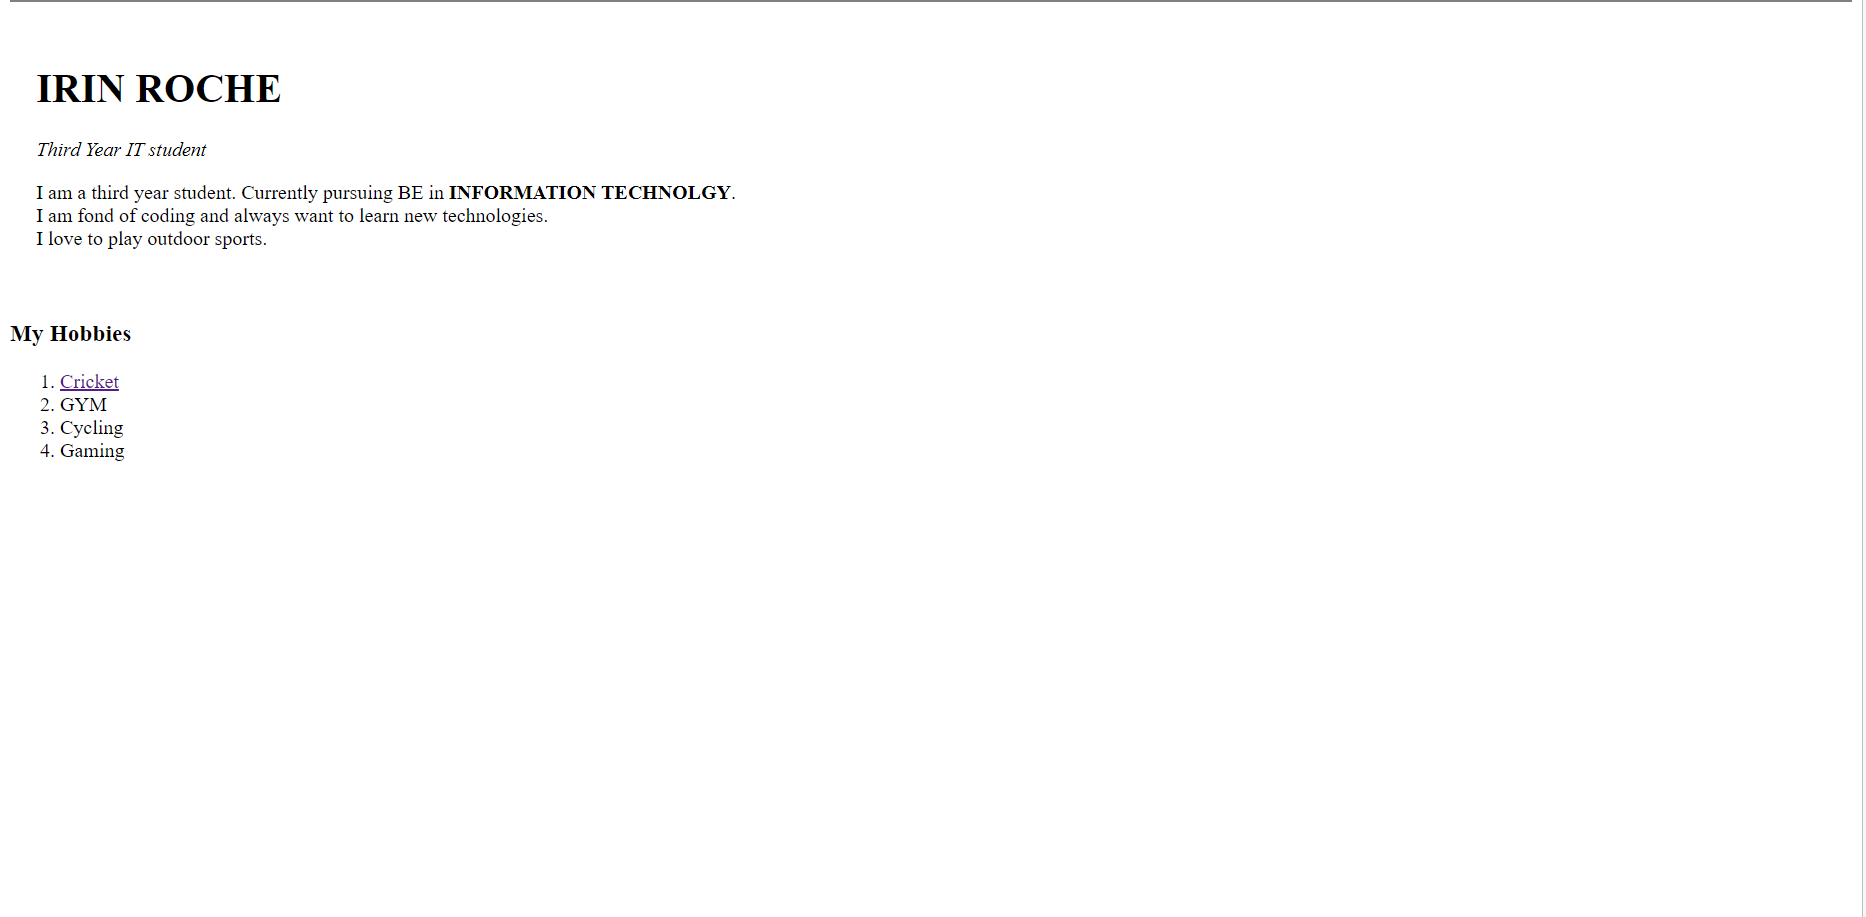 IRIN ROCHE
Third Year IT student
I am a third year student. Currently pursuing BE in INFORMATION TECHNOLGY.
I am fond of coding and always want to learn new technologies.
I love to play outdoor sports.
My Hobbies
1. Cricket
2. GYM
3. Cycling
4. Gaming